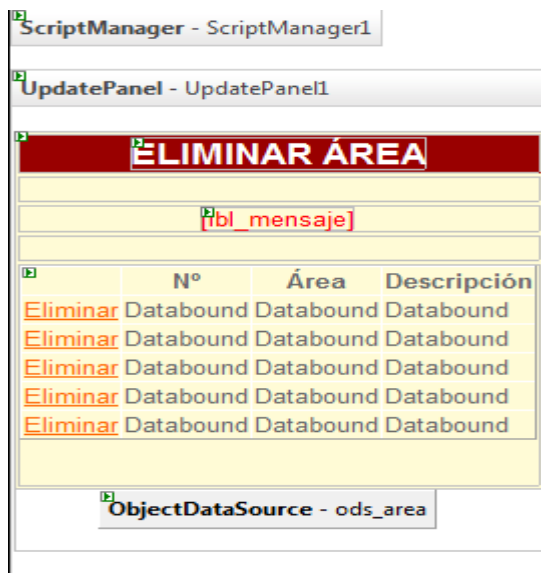 ScriptManager - ScriptManager1
UpdatePanel - UpdatePanel1
ELIMINAR ÁREA
[lbl_mensaje]
Nº Área Descripción
Eliminar Databound Databound Databound
Eliminar Databound Databound Databound
Eliminar Databound Databound Databound
Eliminar Databound Databound Databound
Eliminar Databound Databound Databound
ObjectDataSource - ods_area